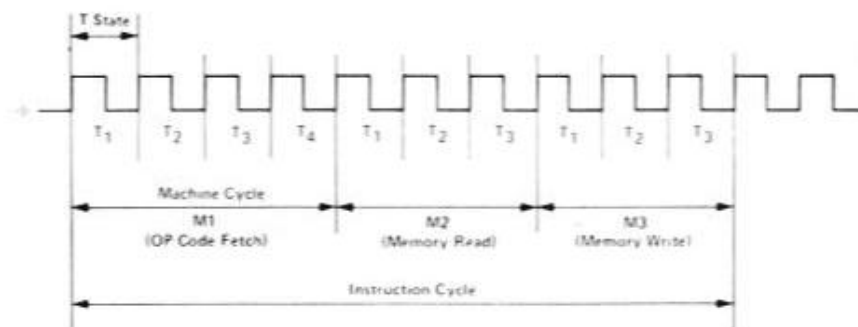 T State
T1 T2 T3 T4 T1 T2 T3 T1 T2 T3
Machine Cycle
M1 M2 M3
(OP Code Fetch) (Memory Read) (Memory Write)
Instruction Cycle